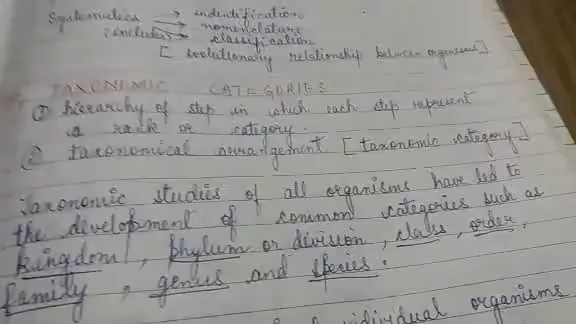 Systematics → indentification
(includes) → nomenclature
→ classification
[ evolutionary relationship between organisms ]
TAXONOMIC CATEGORIES
① hierarchy of step in which each step represent
a rank or category.
② taxonomical arrangement [ taxonomic category ]
Taxonomic studies of all organisms have led to
the development of common categories such as
kingdom, phylum or division, class, order,
family, genus and species.
individual organisms